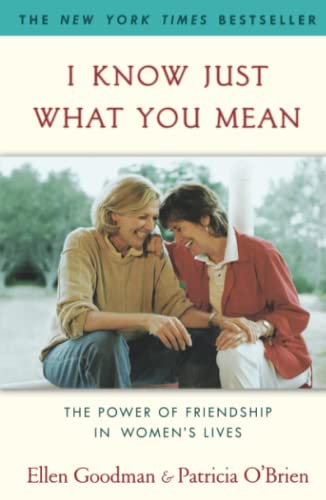 THE NEW YORK TIMES BESTSELLER
I KNOW JUST
WHAT YOU MEAN
THE POWER OF FRIENDSHIP
IN WOMEN'S LIVES
Ellen Goodman & Patricia O'Brien